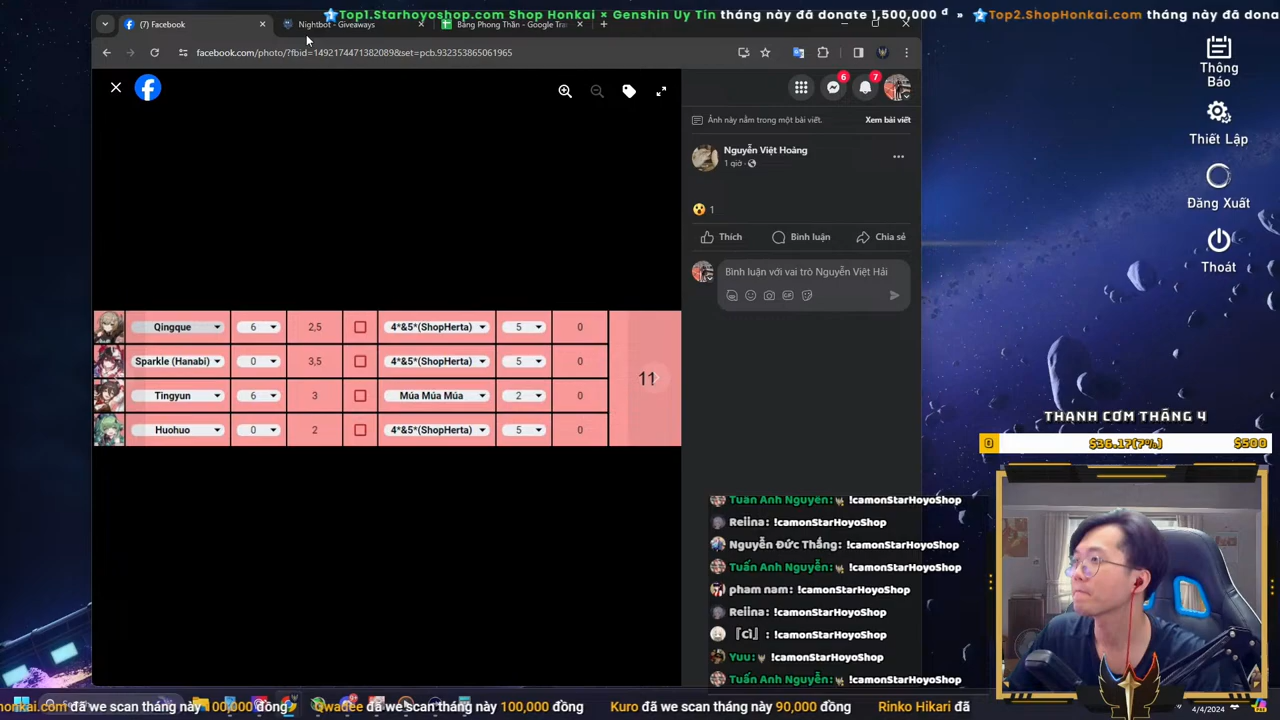 Top1.Starhoyoshop.com Shop Honkai × Genshin Uy Tín tháng này đã donate 1,500,000 đ » Top2.ShopHonkai.com tháng này đã dona
(7) Facebook
Nightbot - Giveaways
Bảng Phong Thần - Google Tran
facebook.com/photo/?fbid=1492174471382089&set=pcb.932353865061965
6
7
Ảnh này nằm trong một bài viết.
Xem bài viết
Nguyễn Việt Hoàng
1 giờ
1
Thích
Bình luận
Chia sẻ
Bình luận với vai trò Nguyễn Việt Hải
GIF
Thông Báo
Thiết Lập
Đăng Xuất
Thoát
Qingque 6 2,5 4*&5*(ShopHerta) 5 0
Sparkle (Hanabi) 0 3,5 4*&5*(ShopHerta) 5 0
Tingyun 6 3 Múa Múa Múa 2 0
Huohuo 0 2 4*&5*(ShopHerta) 5 0
11
THANH CƠM THÁNG 4
0 $36.17(7%) $500
Tuấn Anh Nguyễn: !camonStarHoyoShop
Reiina: !camonStarHoyoShop
Nguyễn Đức Thắng: !camonStarHoyoShop
Tuấn Anh Nguyễn: !camonStarHoyoShop
pham nam: !camonStarHoyoShop
Reiina: !camonStarHoyoShop
『Cì』: !camonStarHoyoShop
Yuu: !camonStarHoyoShop
Tuấn Anh Nguyễn: !camonStarHoyoShop
honkai.com đã we scan tháng này 100,000 đồng Qwadee đã we scan tháng này 100,000 đồng Kuro đã we scan tháng này 90,000 đồng Rinko Hikari đã
4/4/2024